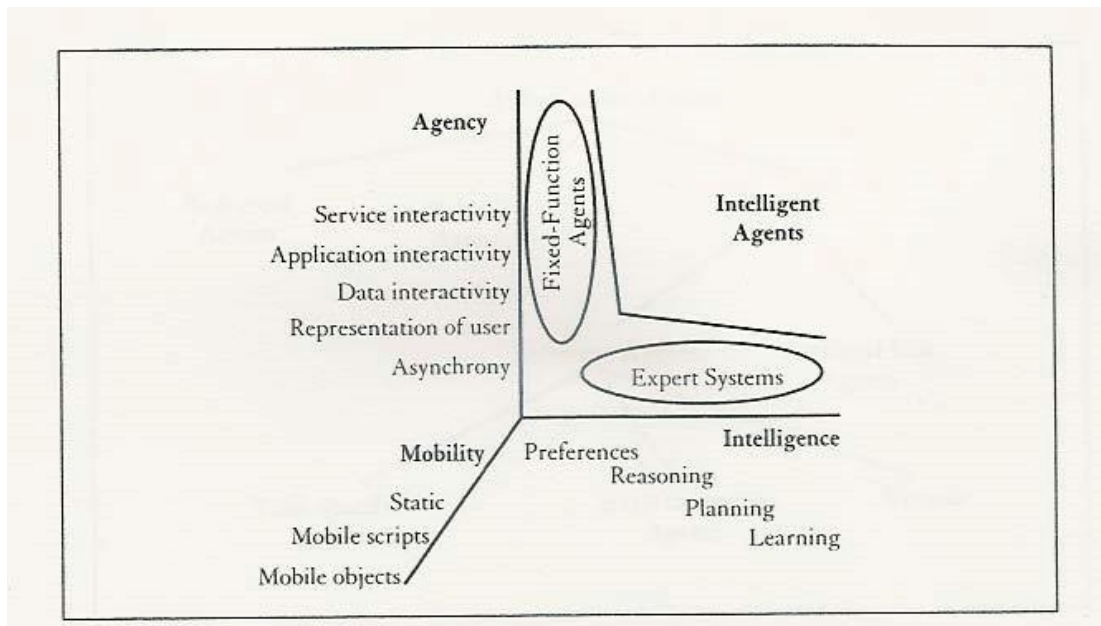 Agency
Service interactivity
Application interactivity
Data interactivity
Representation of user
Asynchrony
Fixed-Function
Agents
Intelligent
Agents
Expert Systems
Intelligence
Mobility
Static
Mobile scripts
Mobile objects
Preferences
Reasoning
Planning
Learning